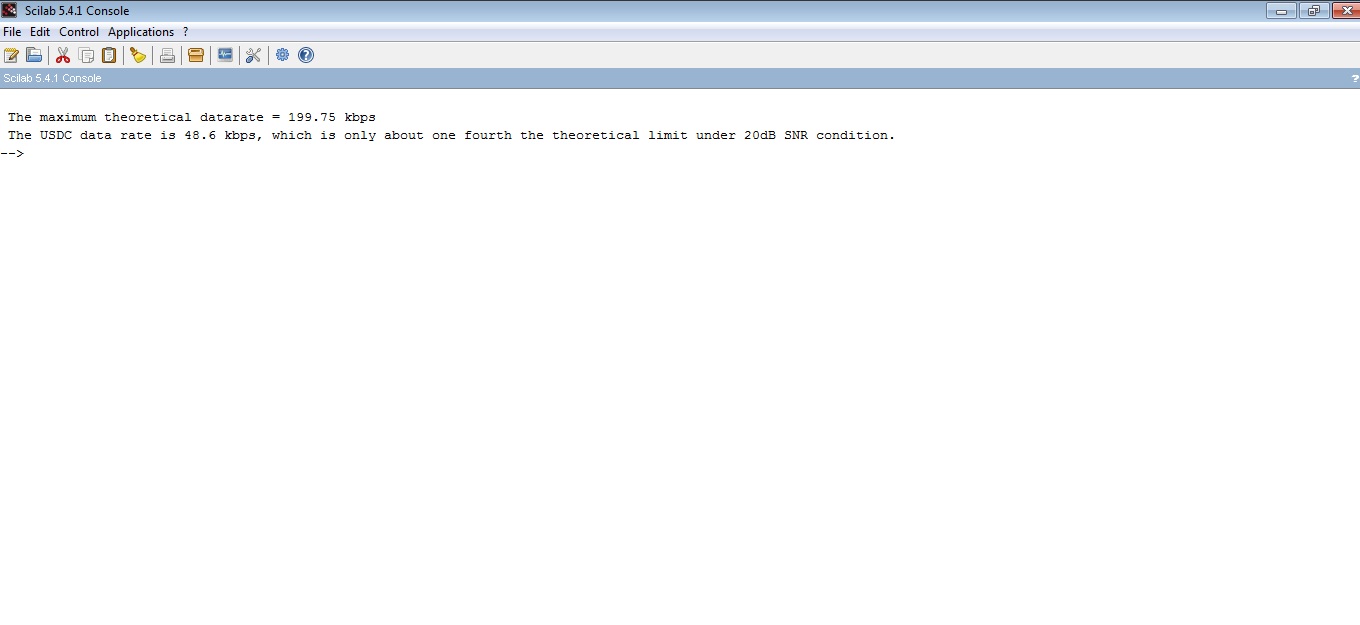 Scilab 5.4.1 Console
File Edit Control Applications ?
Scilab 5.4.1 Console ?
The maximum theoretical datarate = 199.75 kbps
The USDC data rate is 48.6 kbps, which is only about one fourth the theoretical limit under 20dB SNR condition.
-->